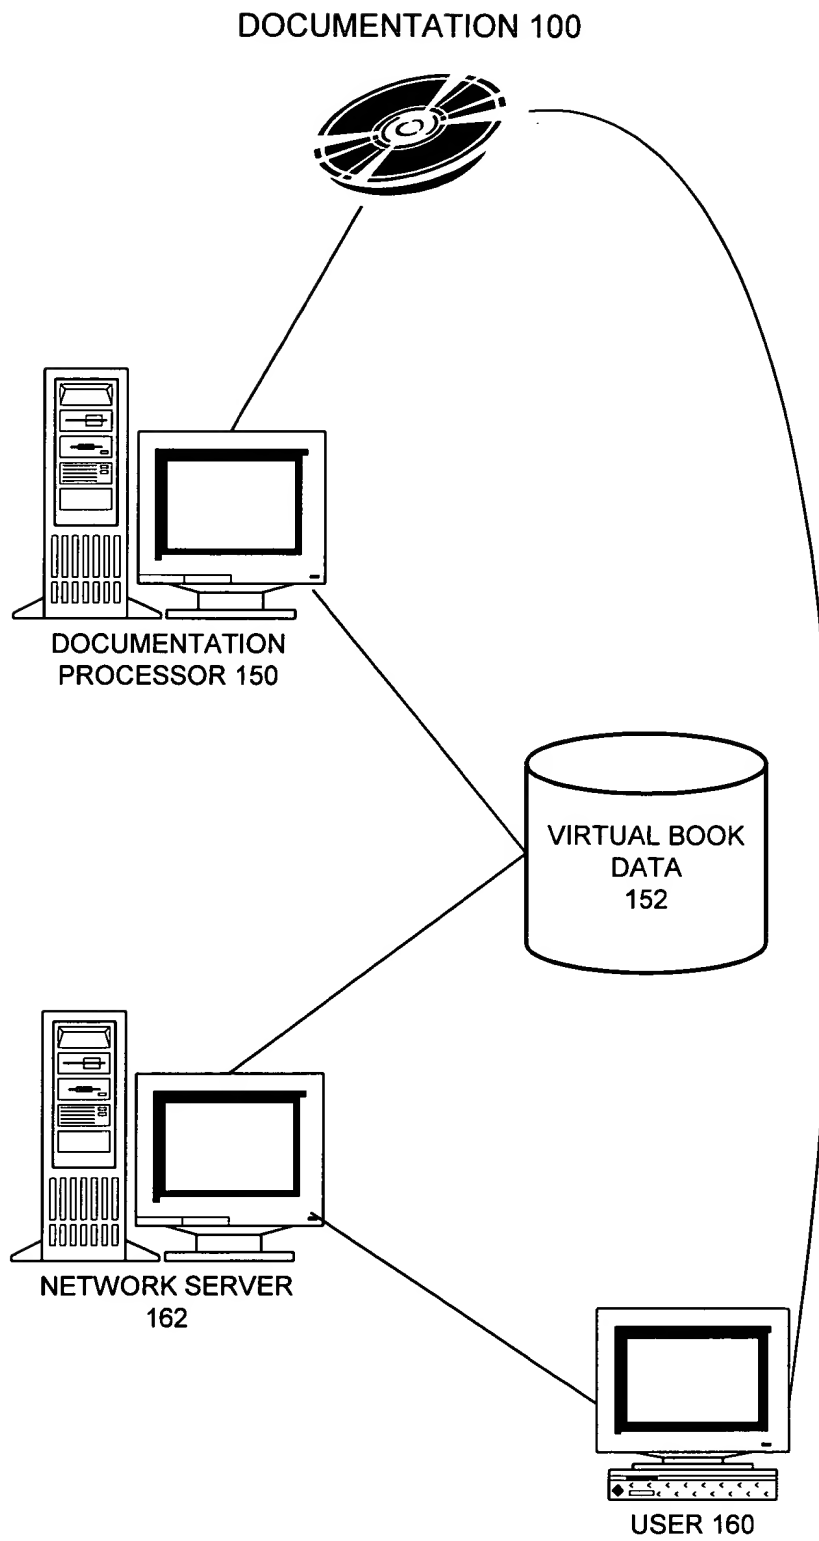 DOCUMENTATION 100
DOCUMENTATION
PROCESSOR 150
VIRTUAL BOOK
DATA
152
NETWORK SERVER
162
USER 160